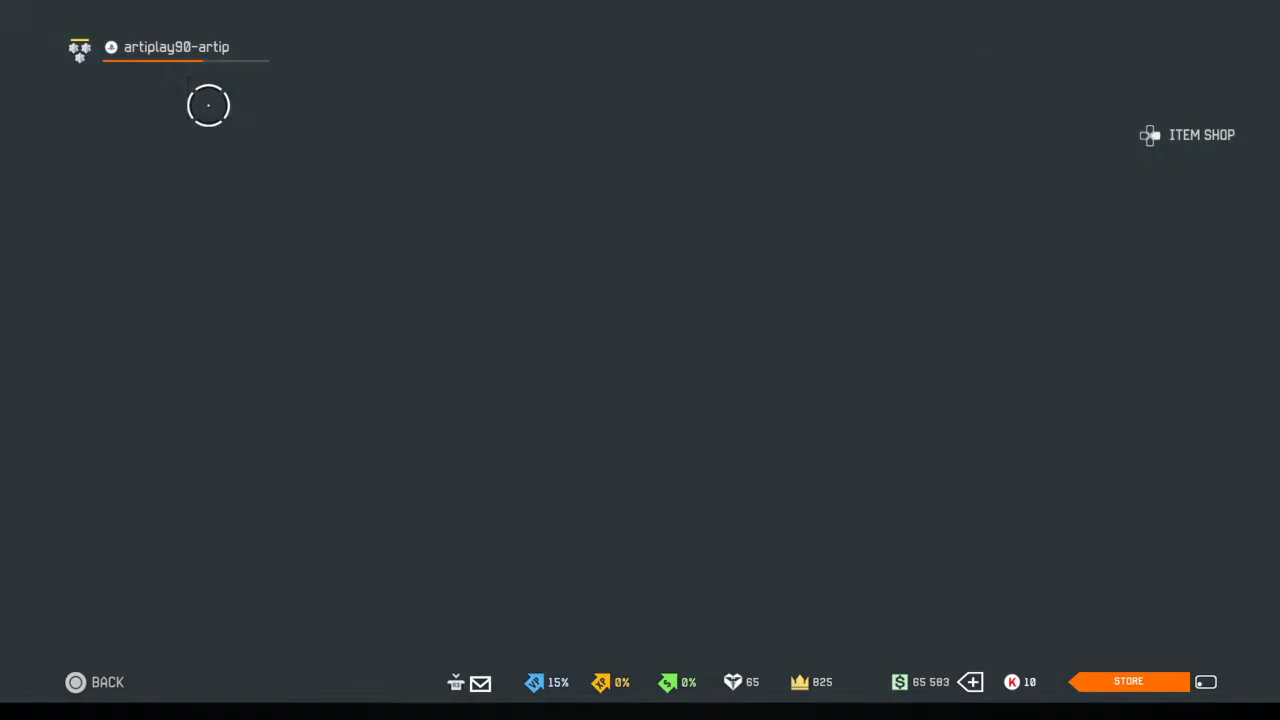 artiplay90-artip
ITEM SHOP
BACK
15%
0%
0%
65
825
65 583
K 10
STORE